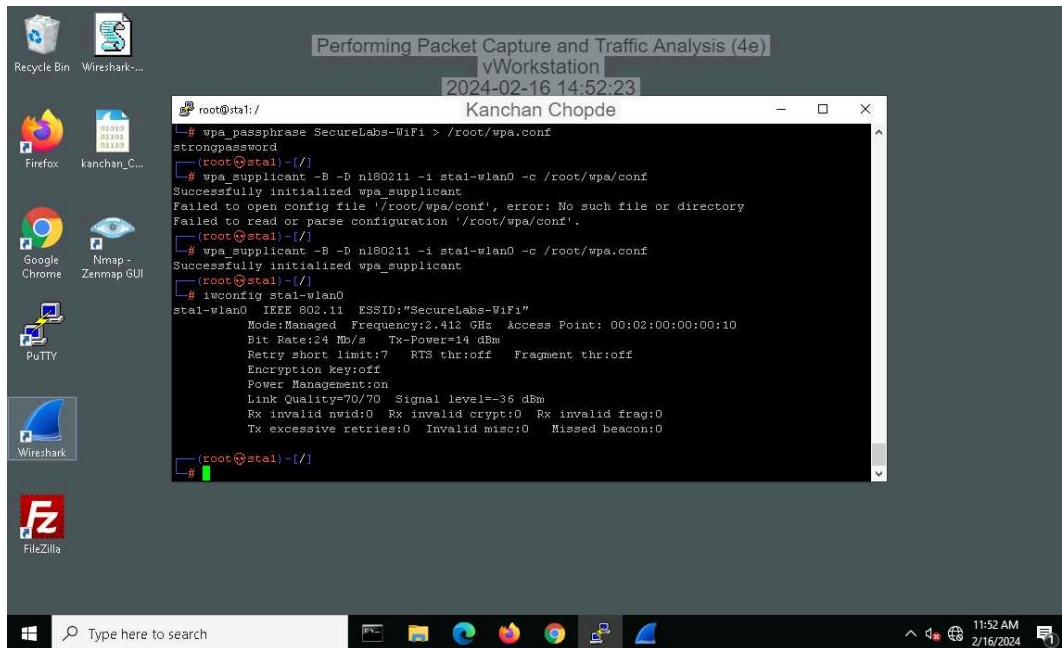 Performing Packet Capture and Traffic Analysis (4e)
vWorkstation
2024-02-16 14:52:23
Kanchan Chopde
Recycle Bin
Wireshark-...
Firefox
kanchan_C...
Google
Chrome
Nmap -
Zenmap GUI
PuTTY
Wireshark
FileZilla
root@sta1: /
# wpa_passphrase SecureLabs-WiFi > /root/wpa.conf
strongpassword
(root@sta1)-[/]
# wpa_supplicant -B -D nl80211 -i sta1-wlan0 -c /root/wpa/conf
Successfully initialized wpa_supplicant
Failed to open config file '/root/wpa/conf', error: No such file or directory
Failed to read or parse configuration '/root/wpa/conf'.
(root@sta1)-[/]
# wpa_supplicant -B -D nl80211 -i sta1-wlan0 -c /root/wpa.conf
Successfully initialized wpa_supplicant
(root@sta1)-[/]
# iwconfig sta1-wlan0
sta1-wlan0 IEEE 802.11 ESSID:"SecureLabs-WiFi"
Mode:Managed Frequency:2.412 GHz Access Point: 00:02:00:00:00:10
Bit Rate:24 Mb/s Tx-Power=14 dBm
Retry short limit:7 RTS thr:off Fragment thr:off
Encryption key:off
Power Management:on
Link Quality=70/70 Signal level=-36 dBm
Rx invalid nwid:0 Rx invalid crypt:0 Rx invalid frag:0
Tx excessive retries:0 Invalid misc:0 Missed beacon:0
(root@sta1)-[/]
#
Type here to search
11:52 AM
2/16/2024